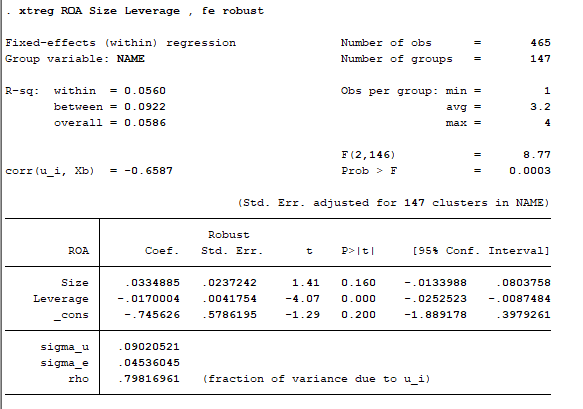 . xtreg ROA Size Leverage , fe robust
Fixed-effects (within) regression Number of obs = 465
Group variable: NAME Number of groups = 147
R-sq: within = 0.0560 Obs per group: min = 1
between = 0.0922 avg = 3.2
overall = 0.0586 max = 4
F(2,146) = 8.77
corr(u_i, Xb) = -0.6587 Prob > F = 0.0003
(Std. Err. adjusted for 147 clusters in NAME)
Robust
ROA Coef. Std. Err. t P>|t| [95% Conf. Interval]
Size .0334885 .0237242 1.41 0.160 -.0133988 .0803758
Leverage -.0170004 .0041754 -4.07 0.000 -.0252523 -.0087484
_cons -.745626 .5786195 -1.29 0.200 -1.889178 .3979261
sigma_u .09020521
sigma_e .04536045
rho .79816961 (fraction of variance due to u_i)